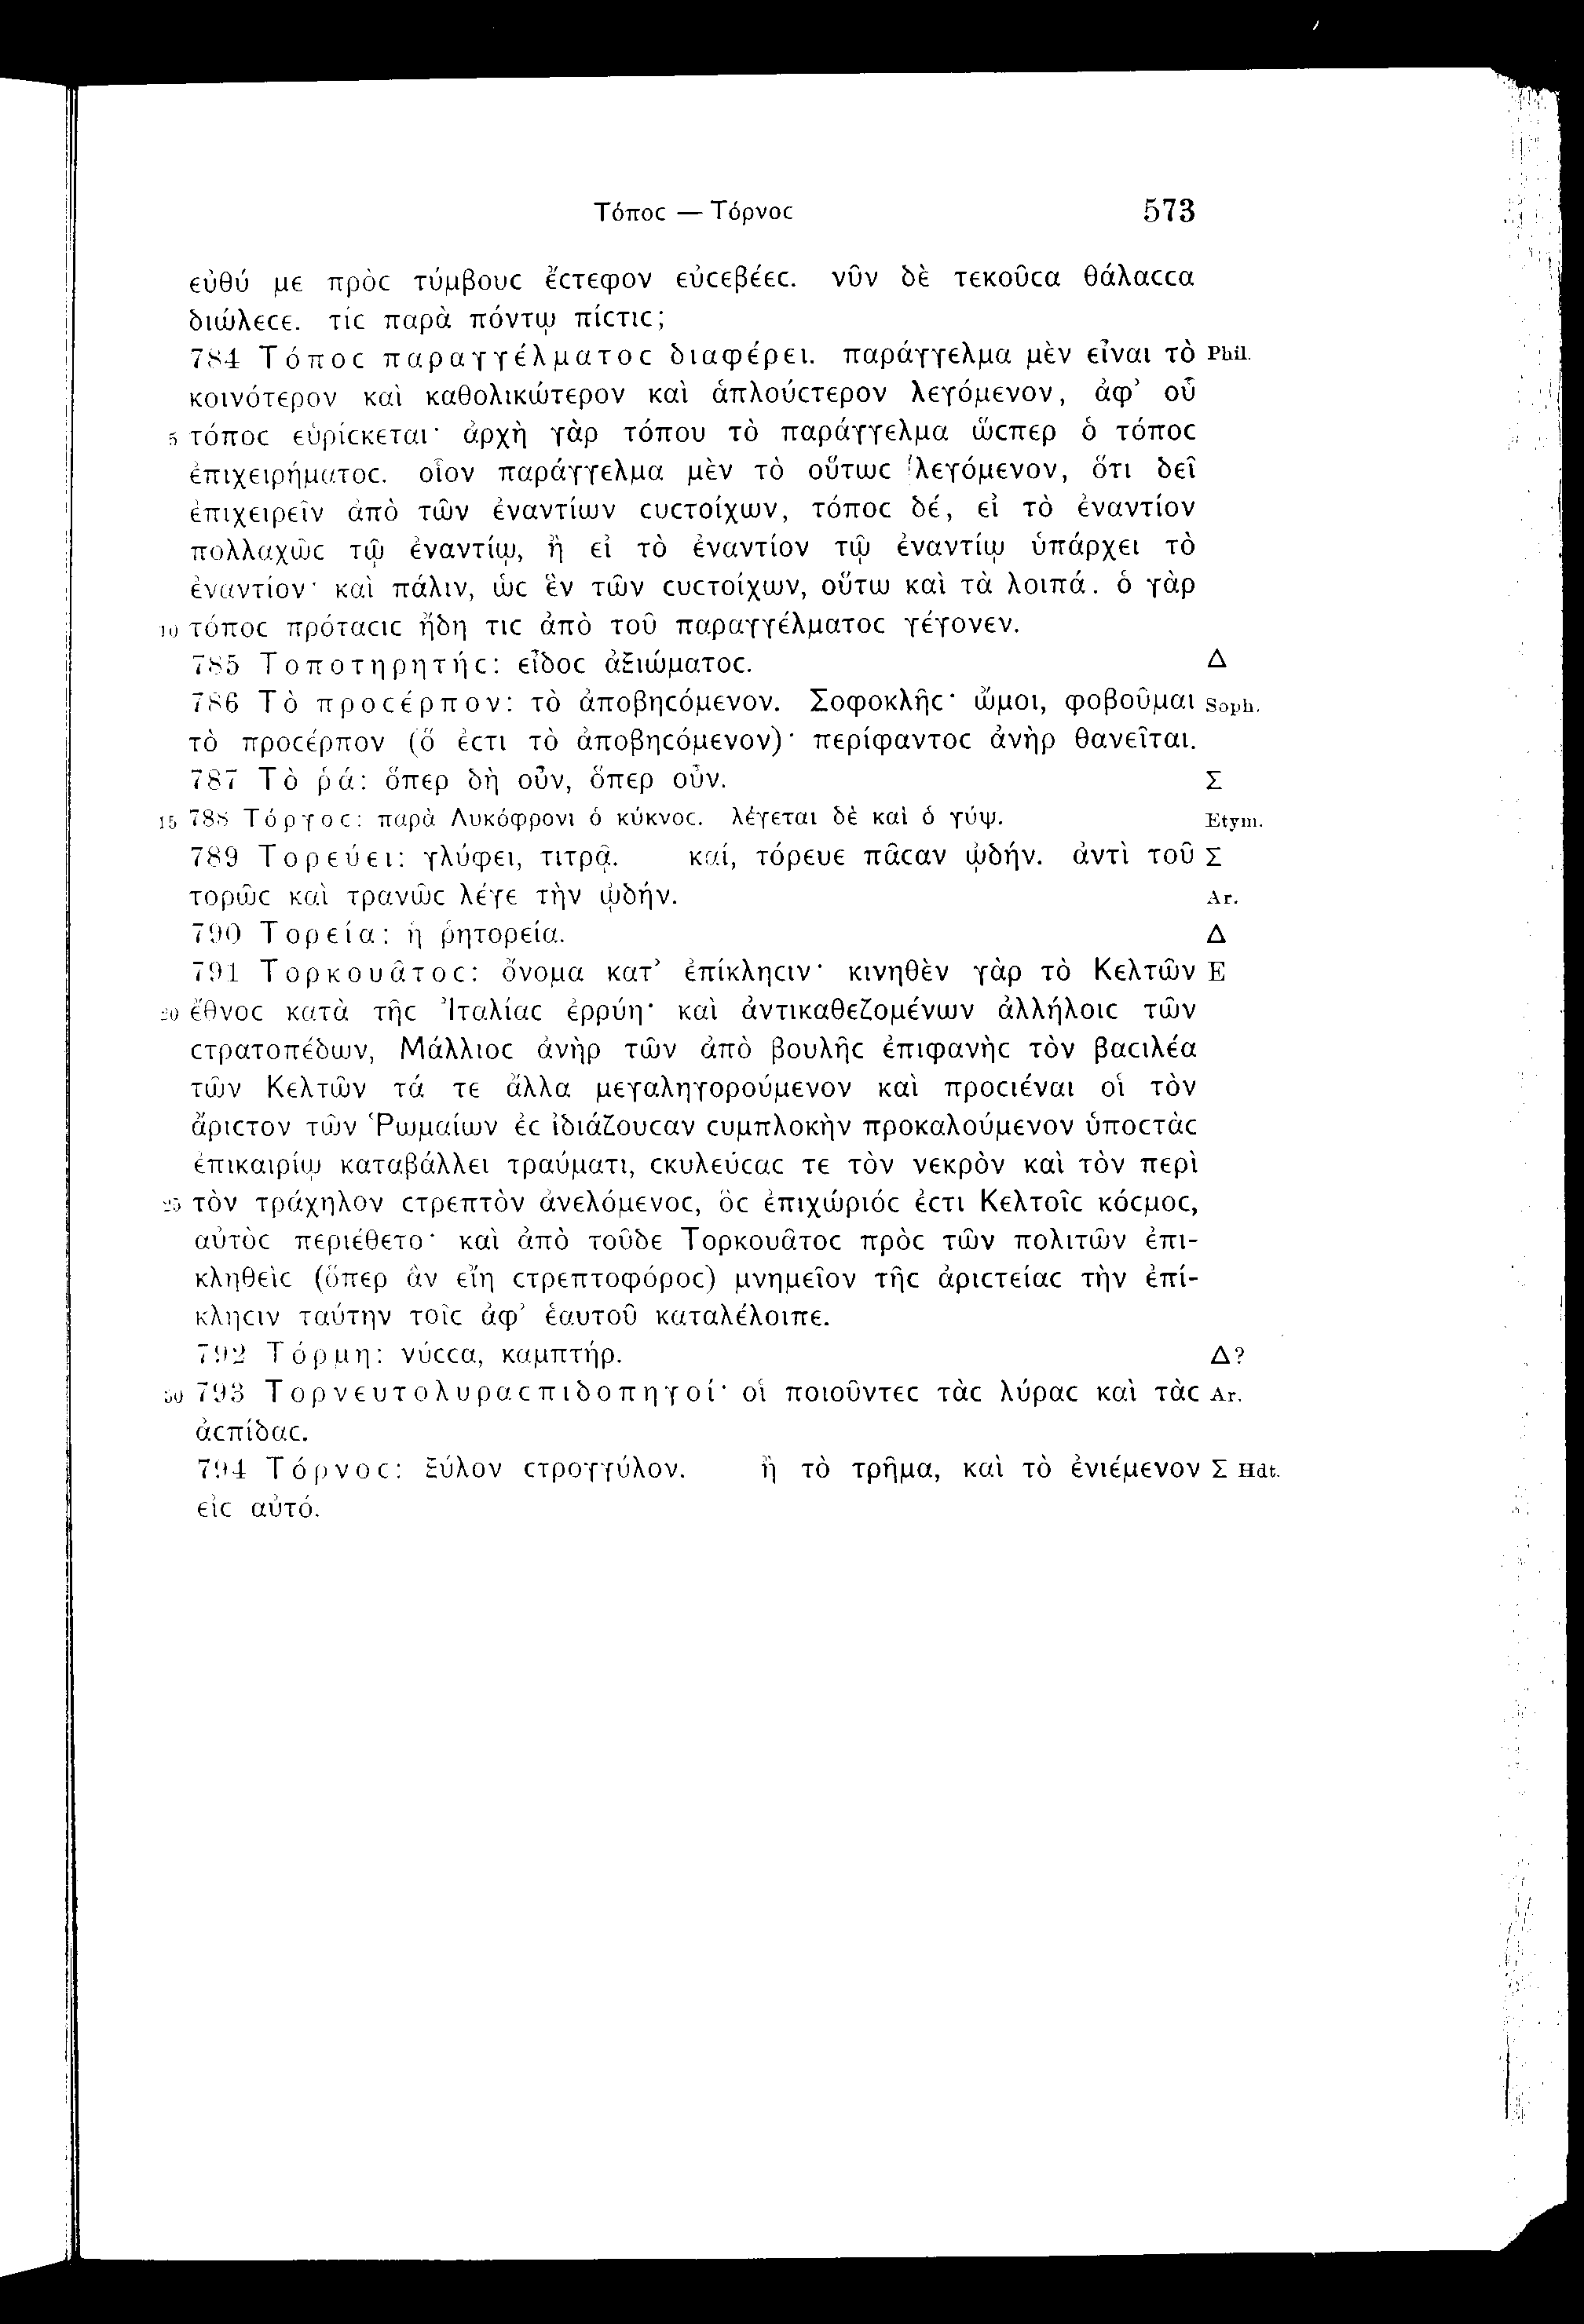 Τόπος — Τόρνος 573
εὐθύ με πρὸς τύμβους ἔςτεφον εὐςεβέες. νῦν δὲ τεκοῦςα θάλαςςα
διώλεςε. τίς παρὰ πόντῳ πίςτις;
784 Τόπος παραγγέλματος διαφέρει. παράγγελμα μὲν εἶναι τὸ Phil.
κοινότερον καὶ καθολικώτερον καὶ ἁπλούςτερον λεγόμενον, ἀφ' οὗ
5 τόπος εὑρίςκεται· ἀρχὴ γὰρ τόπου τὸ παράγγελμα ὥςπερ ὁ τόπος
ἐπιχειρήματος. οἷον παράγγελμα μὲν τὸ οὕτως λεγόμενον, ὅτι δεῖ
ἐπιχειρεῖν ἀπὸ τῶν ἐναντίων ςυςτοίχων, τόπος δέ, εἰ τὸ ἐναντίον
πολλαχῶς τῷ ἐναντίῳ, ἢ εἰ τὸ ἐναντίον τῷ ἐναντίῳ ὑπάρχει τὸ
ἐναντίον· καὶ πάλιν, ὡς ἓν τῶν ςυςτοίχων, οὕτω καὶ τὰ λοιπά. ὁ γὰρ
10 τόπος πρόταςις ἤδη τις ἀπὸ τοῦ παραγγέλματος γέγονεν.
785 Τοποτηρητής: εἶδος ἀξιώματος. Δ
786 Τὸ προςέρπον: τὸ ἀποβηςόμενον. Σοφοκλῆς· ὤμοι, φοβοῦμαι Soph.
τὸ προςέρπον (ὅ ἐςτι τὸ ἀποβηςόμενον)· περίφαντος ἀνὴρ θανεῖται.
787 Τὸ ῥά: ὅπερ δὴ οὖν, ὅπερ οὖν. Σ
15 788 Τόργος: παρὰ Λυκόφρονι ὁ κύκνος. λέγεται δὲ καὶ ὁ γύψ. Etym.
789 Τορεύει: γλύφει, τιτρᾷ. καί, τόρευε πᾶςαν ᾠδήν. ἀντὶ τοῦ Σ
τορῶς καὶ τρανῶς λέγε τὴν ᾠδήν. Ar.
790 Τορεία: ἡ ῥητορεία. Δ
791 Τορκουᾶτος: ὄνομα κατ' ἐπίκληςιν· κινηθὲν γὰρ τὸ Κελτῶν Ε
20 ἔθνος κατὰ τῆς Ἰταλίας ἐρρύη· καὶ ἀντικαθεζομένων ἀλλήλοις τῶν
ςτρατοπέδων, Μάλλιος ἀνὴρ τῶν ἀπὸ βουλῆς ἐπιφανὴς τὸν βαςιλέα
τῶν Κελτῶν τά τε ἄλλα μεγαληγορούμενον καὶ προςιέναι οἱ τὸν
ἄριςτον τῶν Ῥωμαίων ἐς ἰδιάζουςαν ςυμπλοκὴν προκαλούμενον ὑποςτὰς
ἐπικαιρίῳ καταβάλλει τραύματι, ςκυλεύςας τε τὸν νεκρὸν καὶ τὸν περὶ
25 τὸν τράχηλον ςτρεπτὸν ἀνελόμενος, ὃς ἐπιχώριός ἐςτι Κελτοῖς κόςμος,
αὐτὸς περιέθετο· καὶ ἀπὸ τοῦδε Τορκουᾶτος πρὸς τῶν πολιτῶν ἐπι-
κληθεὶς (ὅπερ ἂν εἴη ςτρεπτοφόρος) μνημεῖον τῆς ἀριςτείας τὴν ἐπί-
κληςιν ταύτην τοῖς ἀφ' ἑαυτοῦ καταλέλοιπε.
792 Τόρμη: νύςςα, καμπτήρ. Δ?
30 793 Τορνευτολυραςπιδοπηγοί· οἱ ποιοῦντες τὰς λύρας καὶ τὰς Ar.
ἀςπίδας.
794 Τόρνος: ξύλον ςτρογγύλον. ἢ τὸ τρῆμα, καὶ τὸ ἐνιέμενον Σ Hdt.
εἰς αὐτό.